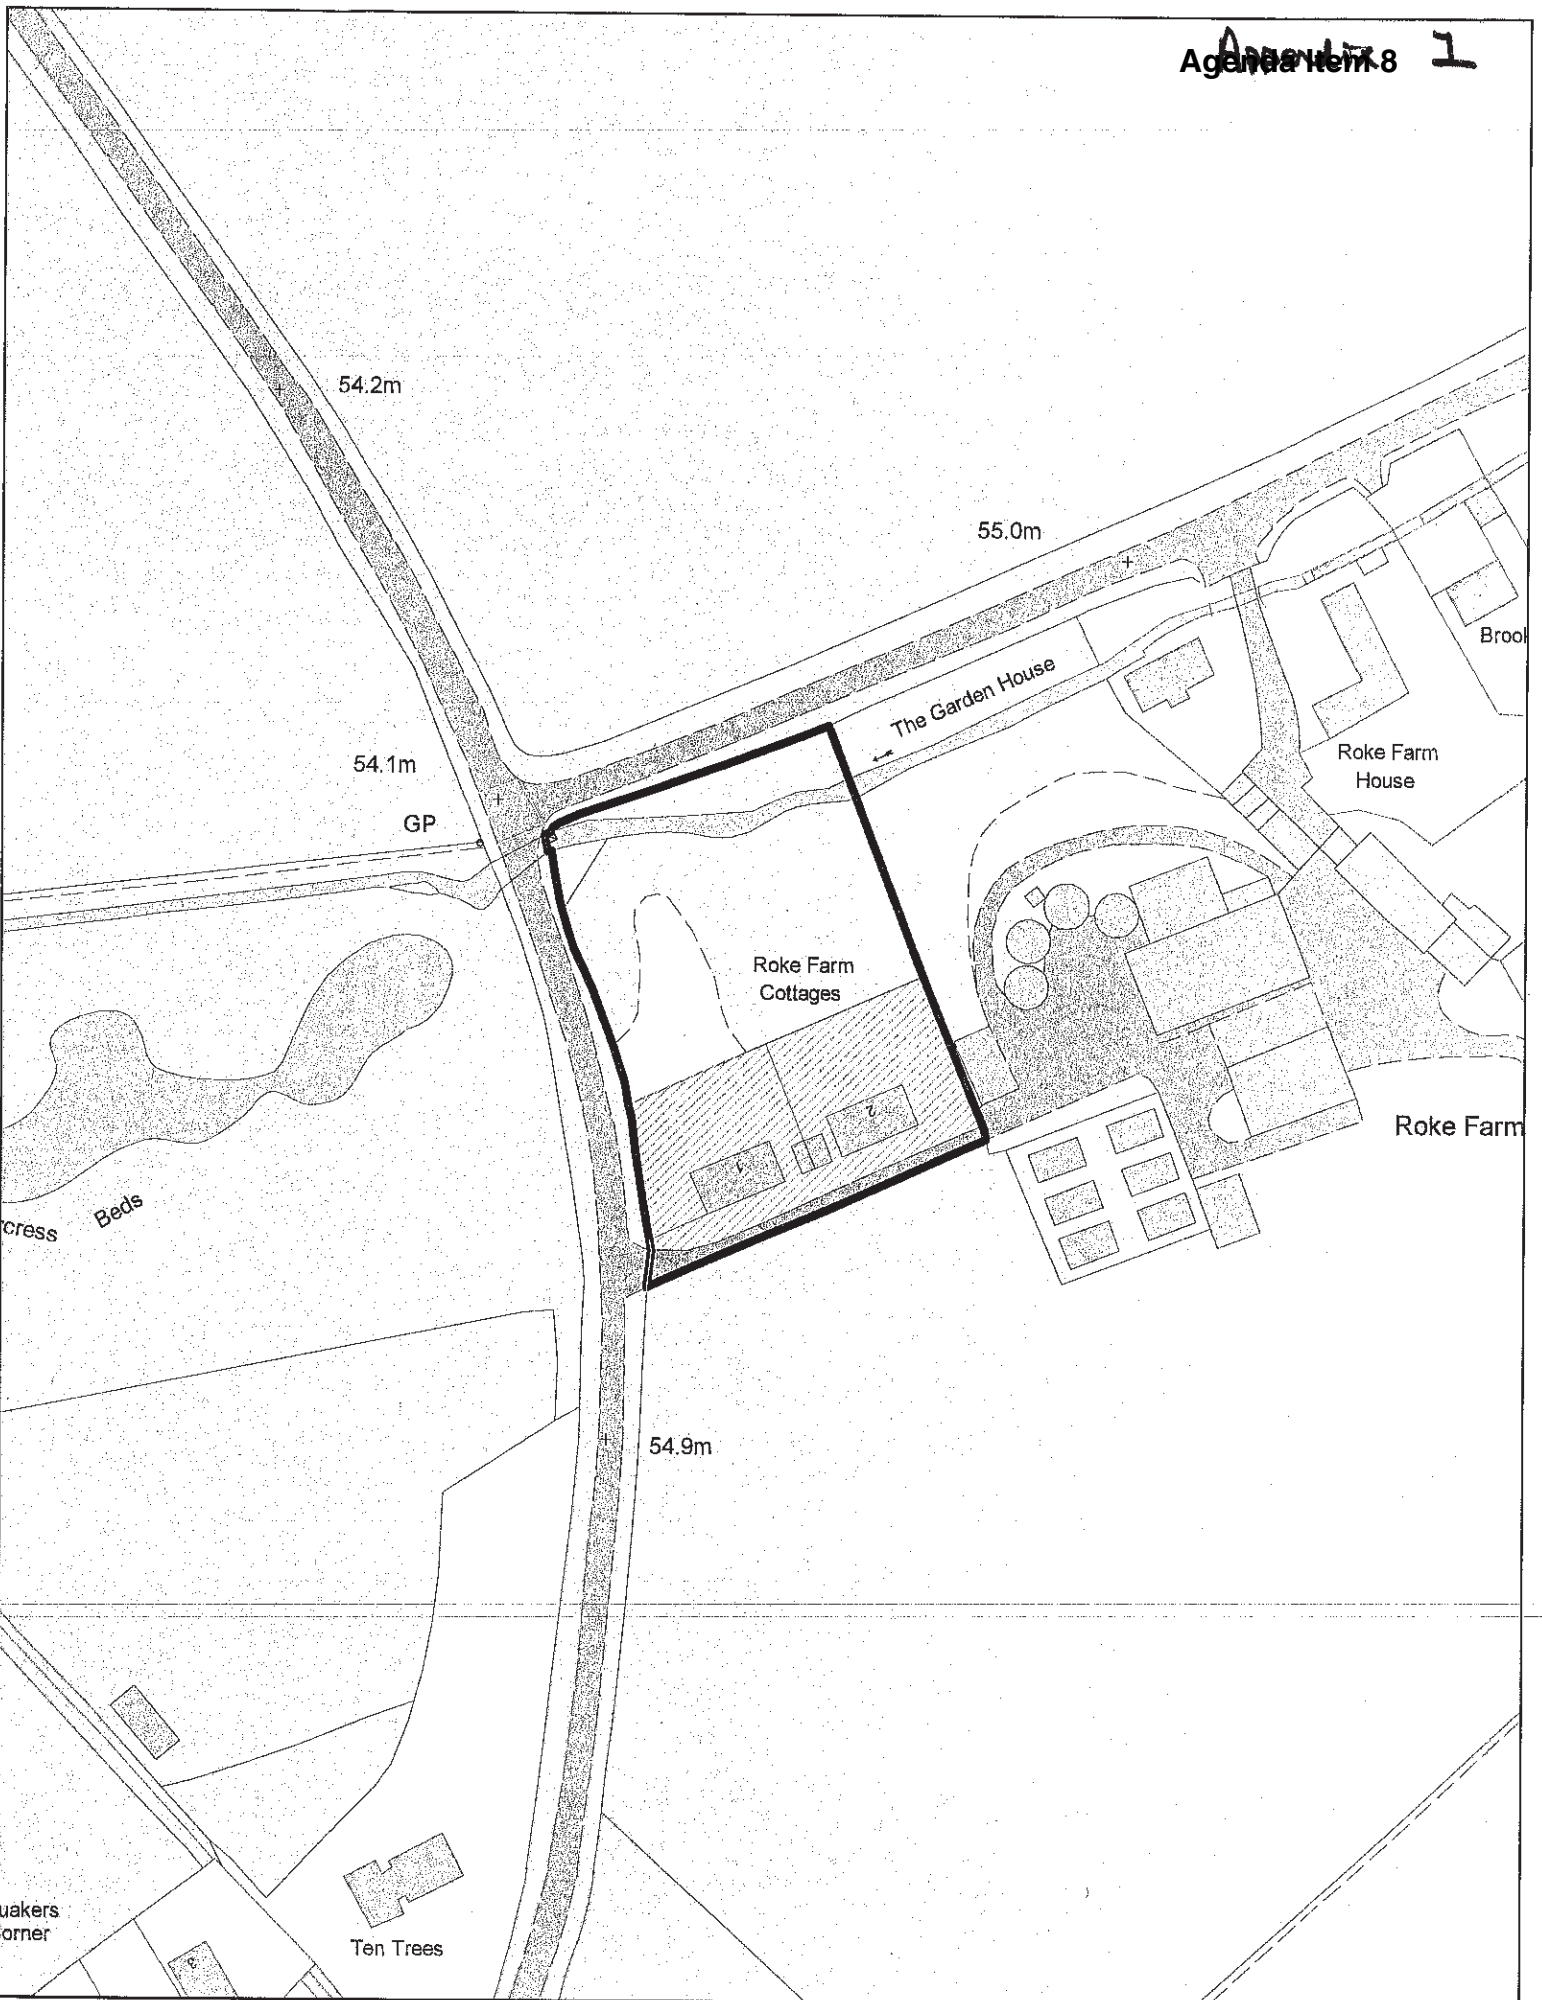 Appendix 1
Agenda Item 8
54.2m
55.0m
Brook
The Garden House
Roke Farm
House
54.1m
GP
Roke Farm
Cottages
2
1
Roke Farm
Beds
rcress
54.9m
uakers
orner
Ten Trees
3